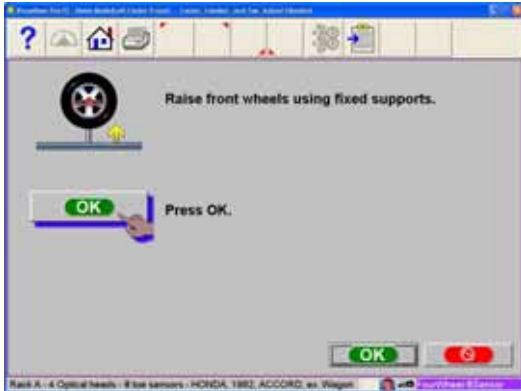 ?
Raise front wheels using fixed supports.
OK
Press OK.
OK
Rack A - 4 Optical heads - 8 toe sensors - HONDA, 1992, ACCORD, ex. Wagon